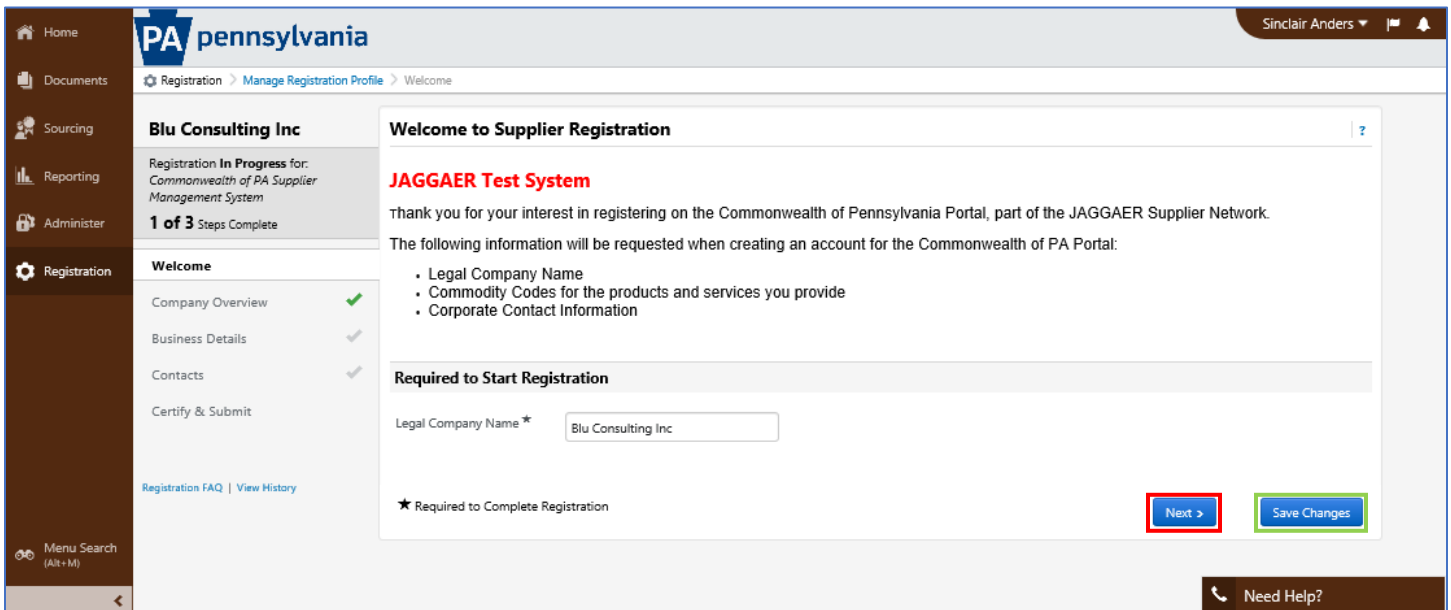 Home
Documents
Sourcing
Reporting
Administer
Registration
Menu Search
(Alt+M)
<
PA pennsylvania
Sinclair Anders
Registration > Manage Registration Profile > Welcome
Blu Consulting Inc
Registration In Progress for:
Commonwealth of PA Supplier
Management System
1 of 3 Steps Complete
Welcome
Company Overview
Business Details
Contacts
Certify & Submit
Registration FAQ | View History
Welcome to Supplier Registration
?
JAGGAER Test System
Thank you for your interest in registering on the Commonwealth of Pennsylvania Portal, part of the JAGGAER Supplier Network.
The following information will be requested when creating an account for the Commonwealth of PA Portal:
• Legal Company Name
• Commodity Codes for the products and services you provide
• Corporate Contact Information
Required to Start Registration
Legal Company Name ★ Blu Consulting Inc
★ Required to Complete Registration
Next > Save Changes
Need Help?